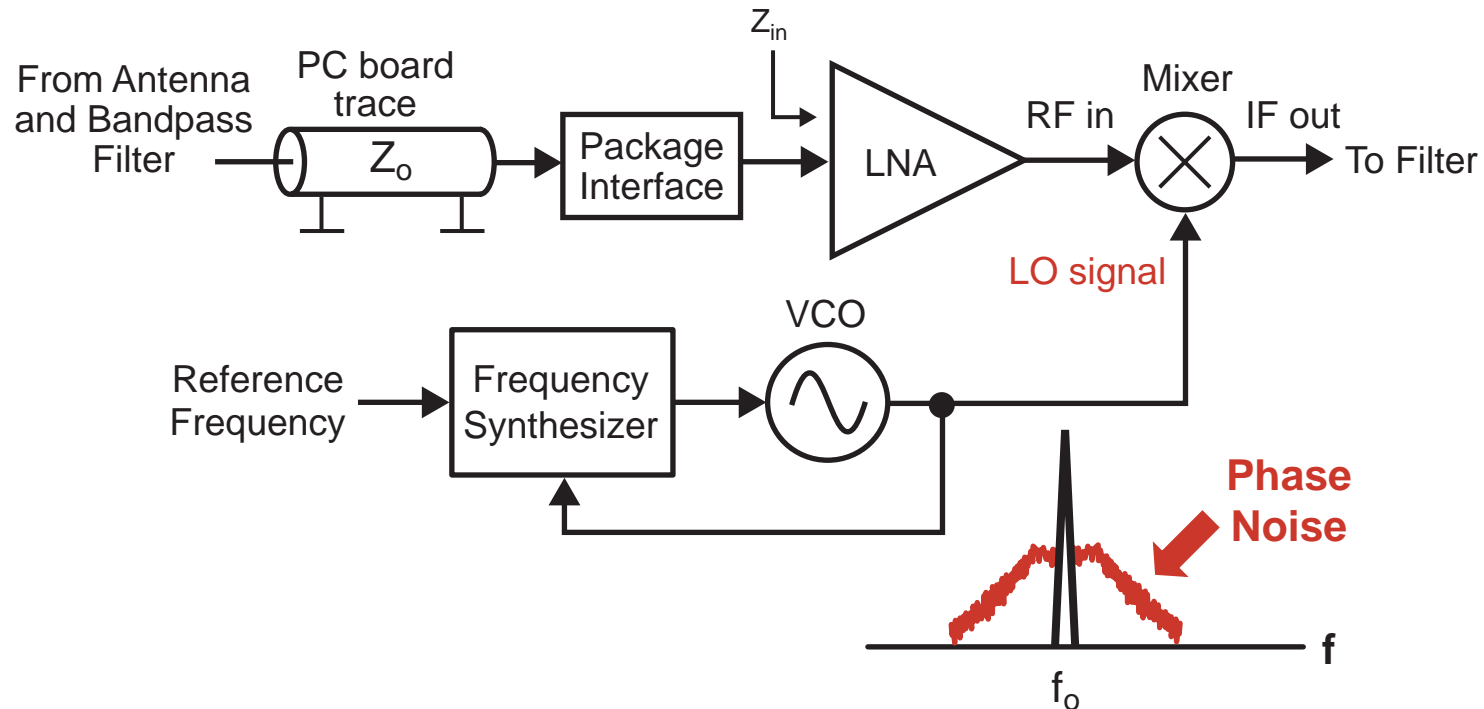 Z_in
From Antenna
and Bandpass
Filter
PC board
trace
Z_o
Package
Interface
LNA
RF in
Mixer
IF out
To Filter
LO signal
VCO
Reference
Frequency
Frequency
Synthesizer
Phase
Noise
f
f_o